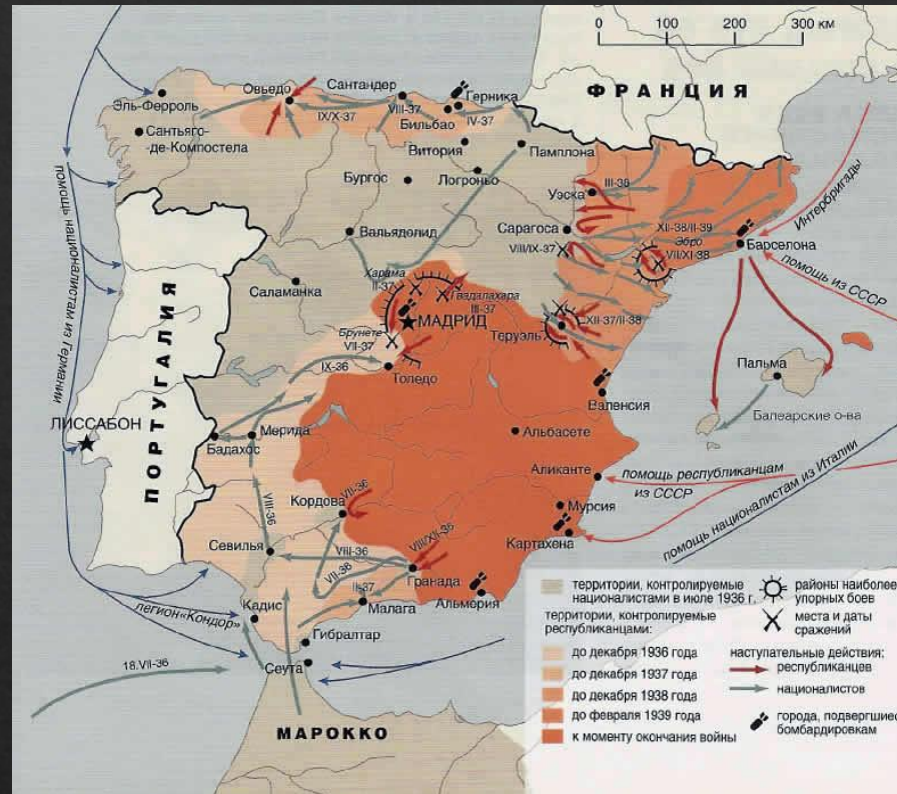 0 100 200 300 км
ФРАНЦИЯ
Овьедо
Сантандер
Герника
Эль-Ферроль
IX/X-37
VIII-37
Бильбао
IV-37
Сантьяго
-де-Компостела
Витория
Памплона
Бургос
Логроньо
Уэска
III-38
Интербригады
помощь националистам из Германии
Вальядолид
Сарагоса
VIII/IX-37
XII-38/II-39
Эбро
VII/XI-38
Барселона
помощь из СССР
Саламанка
Харама
II-37
Гвадалахара
III-37
МАДРИД
Брунете
VII-37
IX-36
Толедо
Теруэль
XII-37/II-38
ПОРТУГАЛИЯ
ЛИССАБОН
Пальма
Балеарские о-ва
Валенсия
Бадахос
Мерида
Альбасете
Аликанте
помощь республиканцам
из СССР
помощь националистам из Италии
VIII-36
Кордова
VII-36
Мурсия
Картахена
Севилья
VIII-36
VII-36
VIII/XII-36
Гранада
II-37
Малага
Альмерия
Кадис
легион «Кондор»
Гибралтар
Сеута
18.VII-36
МАРОККО
территории, контролируемые
националистами в июле 1936 г.
территории, контролируемые
республиканцами:
до декабря 1936 года
до декабря 1937 года
до декабря 1938 года
до февраля 1939 года
к моменту окончания войны
районы наиболее
упорных боев
места и даты
сражений
наступательные действия:
республиканцев
националистов
города, подвергшиес
бомбардировкам